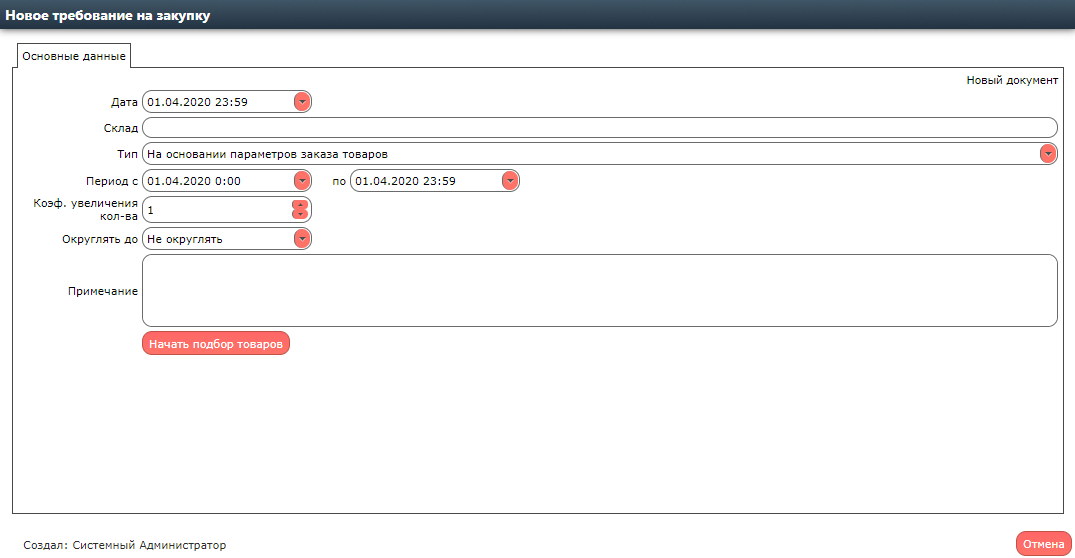 Новое требование на закупку
Основные данные
Новый документ
Дата 01.04.2020 23:59
Склад
Тип На основании параметров заказа товаров
Период с 01.04.2020 0:00 по 01.04.2020 23:59
Коэф. увеличения
кол-ва 1
Округлять до Не округлять
Примечание
Начать подбор товаров
Создал: Системный Администратор
Отмена